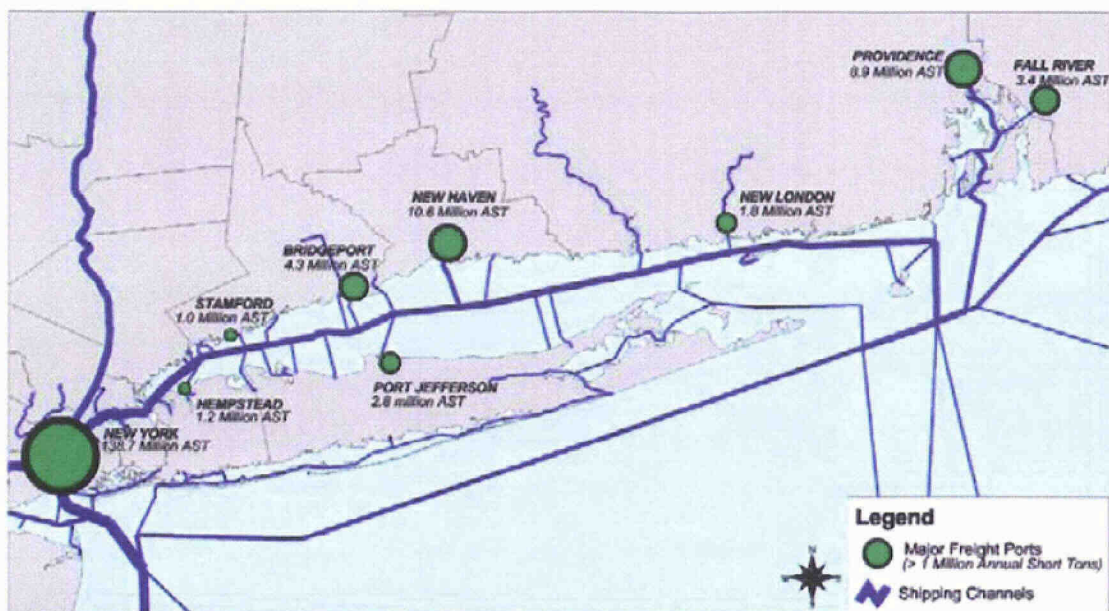 PROVIDENCE
8.9 Million AST
FALL RIVER
3.4 Million AST
NEW HAVEN
10.6 Million AST
NEW LONDON
1.8 Million AST
BRIDGEPORT
4.3 Million AST
STAMFORD
1.0 Million AST
PORT JEFFERSON
2.8 million AST
HEMPSTEAD
1.2 Million AST
NEW YORK
138.7 Million AST
Legend
Major Freight Ports
(> 1 Million Annual Short Tons)
Shipping Channels
N